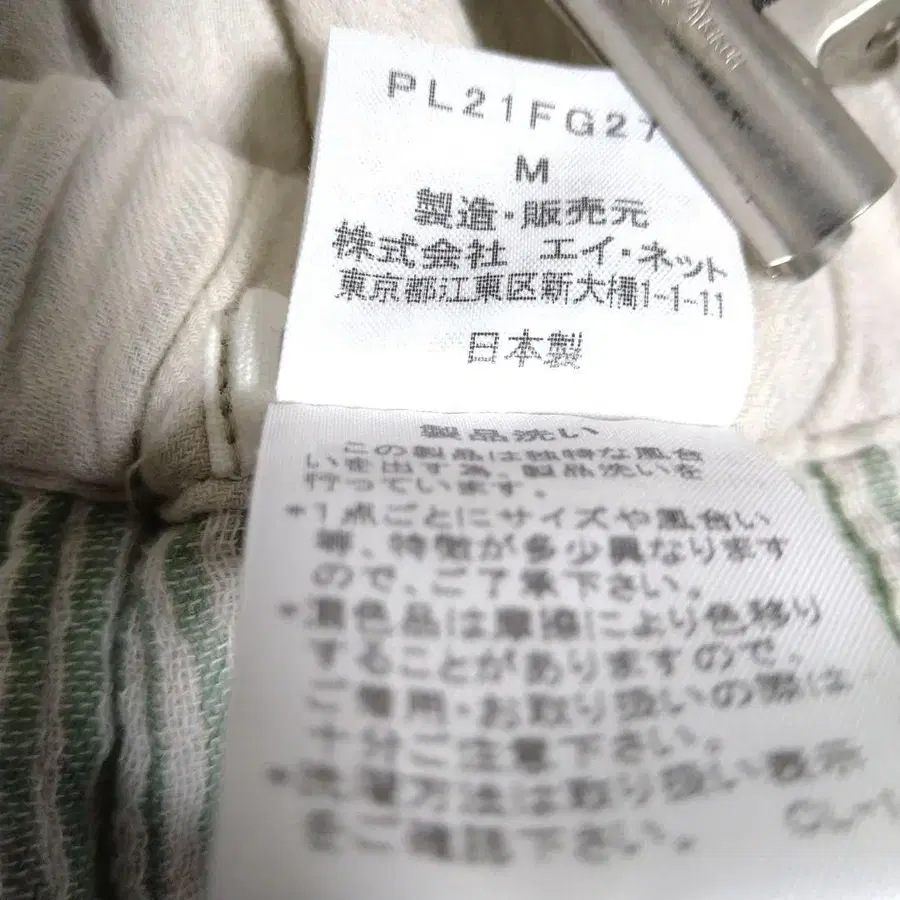 PL21FG27
M
製造・販売元
株式会社 エイ・ネット
東京都江東区新大橋1-1-11
日本製
製品洗い
この製品は独特な風合
いを出す為、製品洗いを
行っています。
*1点ごとにサイズや風合い
等、特徴が多少異なります
ので、ご了承下さい。
*濃色品は摩擦により色移り
することがありますので、
ご着用・お取り扱いの際は
十分ご注意下さい。
*洗濯方法は取り扱い表示
をご確認下さい。